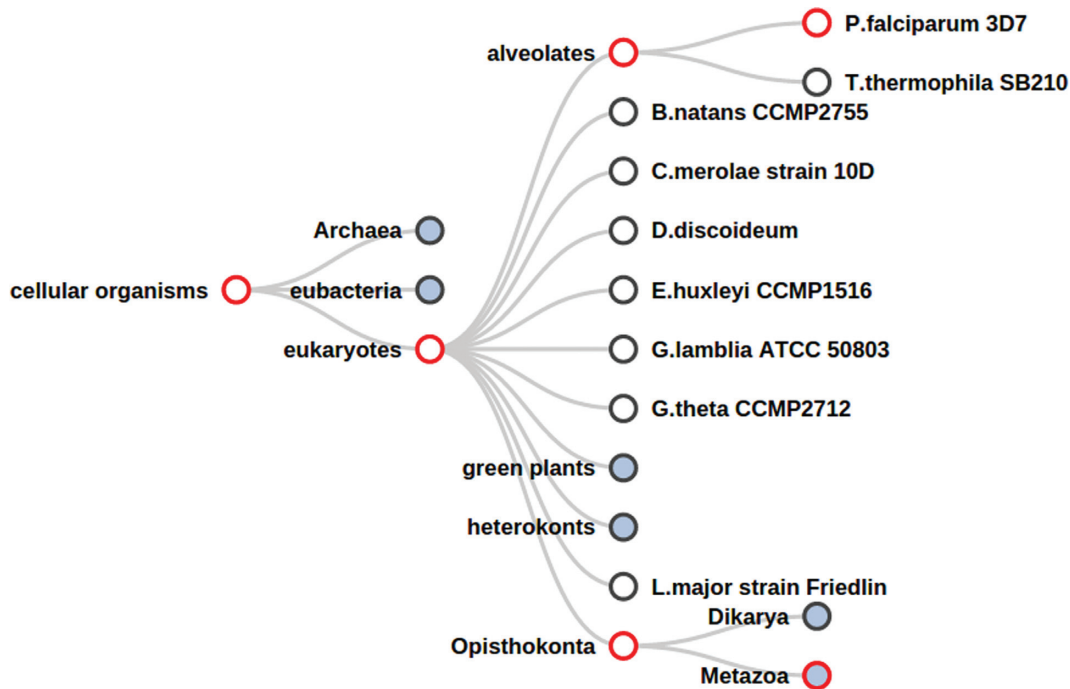 P.falciparum 3D7
alveolates
T.thermophila SB210
B.natans CCMP2755
C.merolae strain 10D
Archaea
D.discoideum
cellular organisms
eubacteria
E.huxleyi CCMP1516
eukaryotes
G.lamblia ATCC 50803
G.theta CCMP2712
green plants
heterokonts
L.major strain Friedlin
Dikarya
Opisthokonta
Metazoa